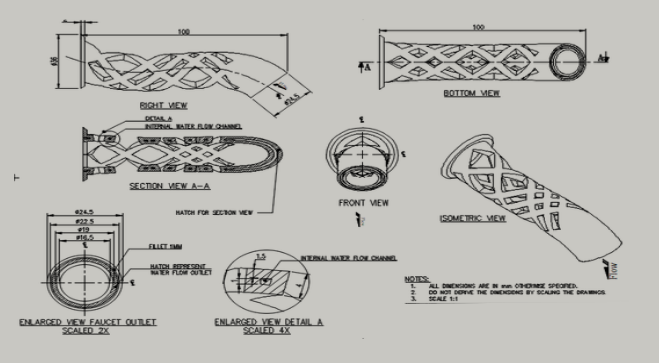 100
ø36
ø24.5
RIGHT VIEW
100
A
A
BOTTOM VIEW
DETAIL A
INTERNAL WATER FLOW CHANNEL
SECTION VIEW A-A
HATCH FOR SECTION VIEW
FRONT VIEW
ISOMETRIC VIEW
FLOW
ø24.5
ø22.5
ø19
ø16.5
FILLET 5MM
HATCH REPRESENT
WATER FLOW OUTLET
ENLARGED VIEW FAUCET OUTLET
SCALED 2X
1.5
INTERNAL WATER FLOW CHANNEL
ENLARGED VIEW DETAIL A
SCALED 4X
NOTES:
1. ALL DIMENSIONS ARE IN mm OTHERWISE SPECIFIED.
2. DO NOT DERIVE THE DIMENSIONS BY SCALING THE DRAWINGS.
3. SCALE 1:1